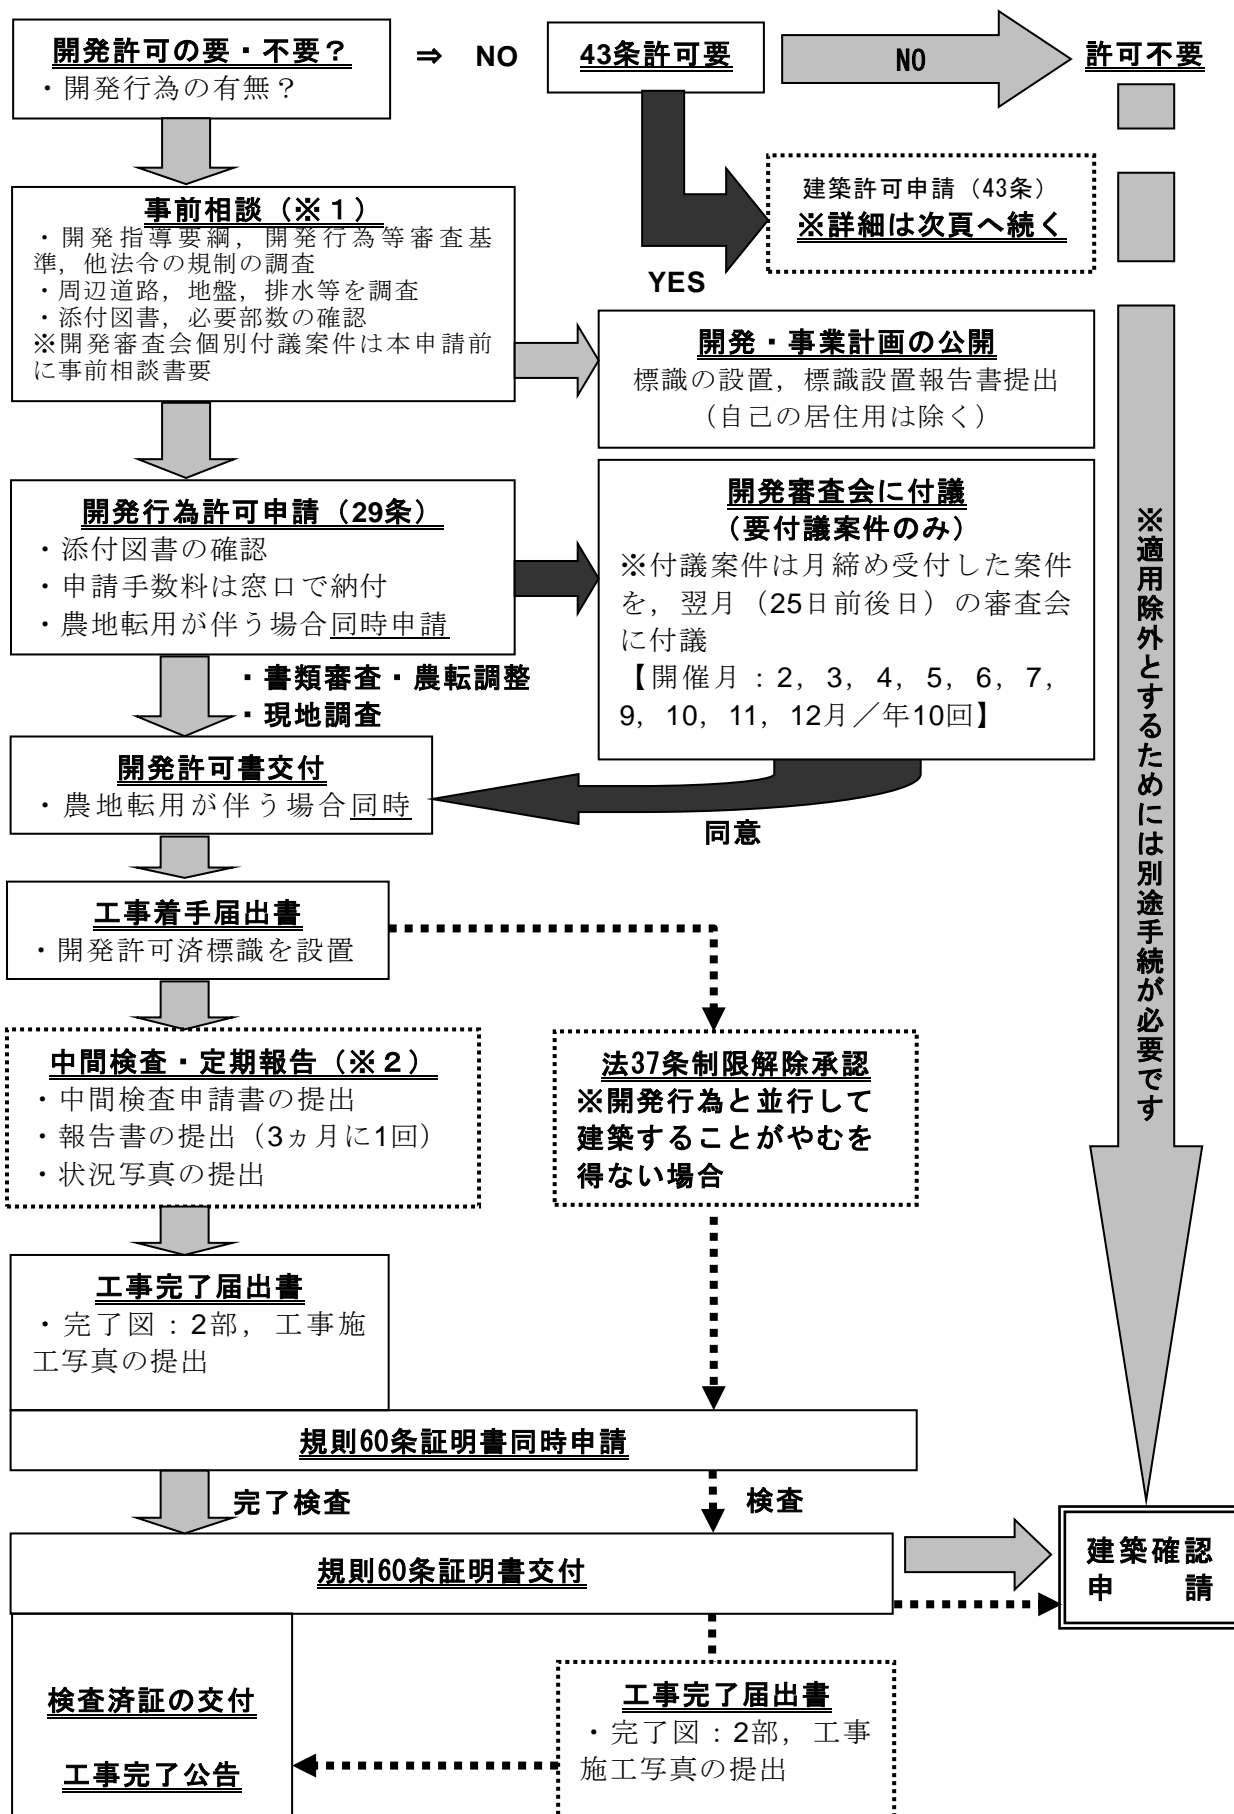 開発許可の要・不要？
・開発行為の有無？
⇒ NO
43条許可要
NO
許可不要
建築許可申請（43条）
※詳細は次頁へ続く
YES
事前相談（※１）
・開発指導要綱，開発行為等審査基
準，他法令の規制の調査
・周辺道路，地盤，排水等を調査
・添付図書，必要部数の確認
※開発審査会個別付議案件は本申請前
に事前相談書要
開発・事業計画の公開
標識の設置，標識設置報告書提出
（自己の居住用は除く）
開発行為許可申請（29条）
・添付図書の確認
・申請手数料は窓口で納付
・農地転用が伴う場合同時申請
開発審査会に付議
（要付議案件のみ）
※付議案件は月締め受付した案件
を，翌月（25日前後日）の審査会
に付議
【開催月：2，3，4，5，6，7，
9，10，11，12月／年10回】
・書類審査・農転調整
・現地調査
開発許可書交付
・農地転用が伴う場合同時
同意
※適用除外とするためには別途手続が必要です
工事着手届出書
・開発許可済標識を設置
中間検査・定期報告（※２）
・中間検査申請書の提出
・報告書の提出（3ヵ月に1回）
・状況写真の提出
法37条制限解除承認
※開発行為と並行して
建築することがやむを
得ない場合
工事完了届出書
・完了図：2部，工事施
工写真の提出
規則60条証明書同時申請
完了検査
検査
規則60条証明書交付
建築確認
申　　請
検査済証の交付
工事完了公告
工事完了届出書
・完了図：2部，工事
施工写真の提出